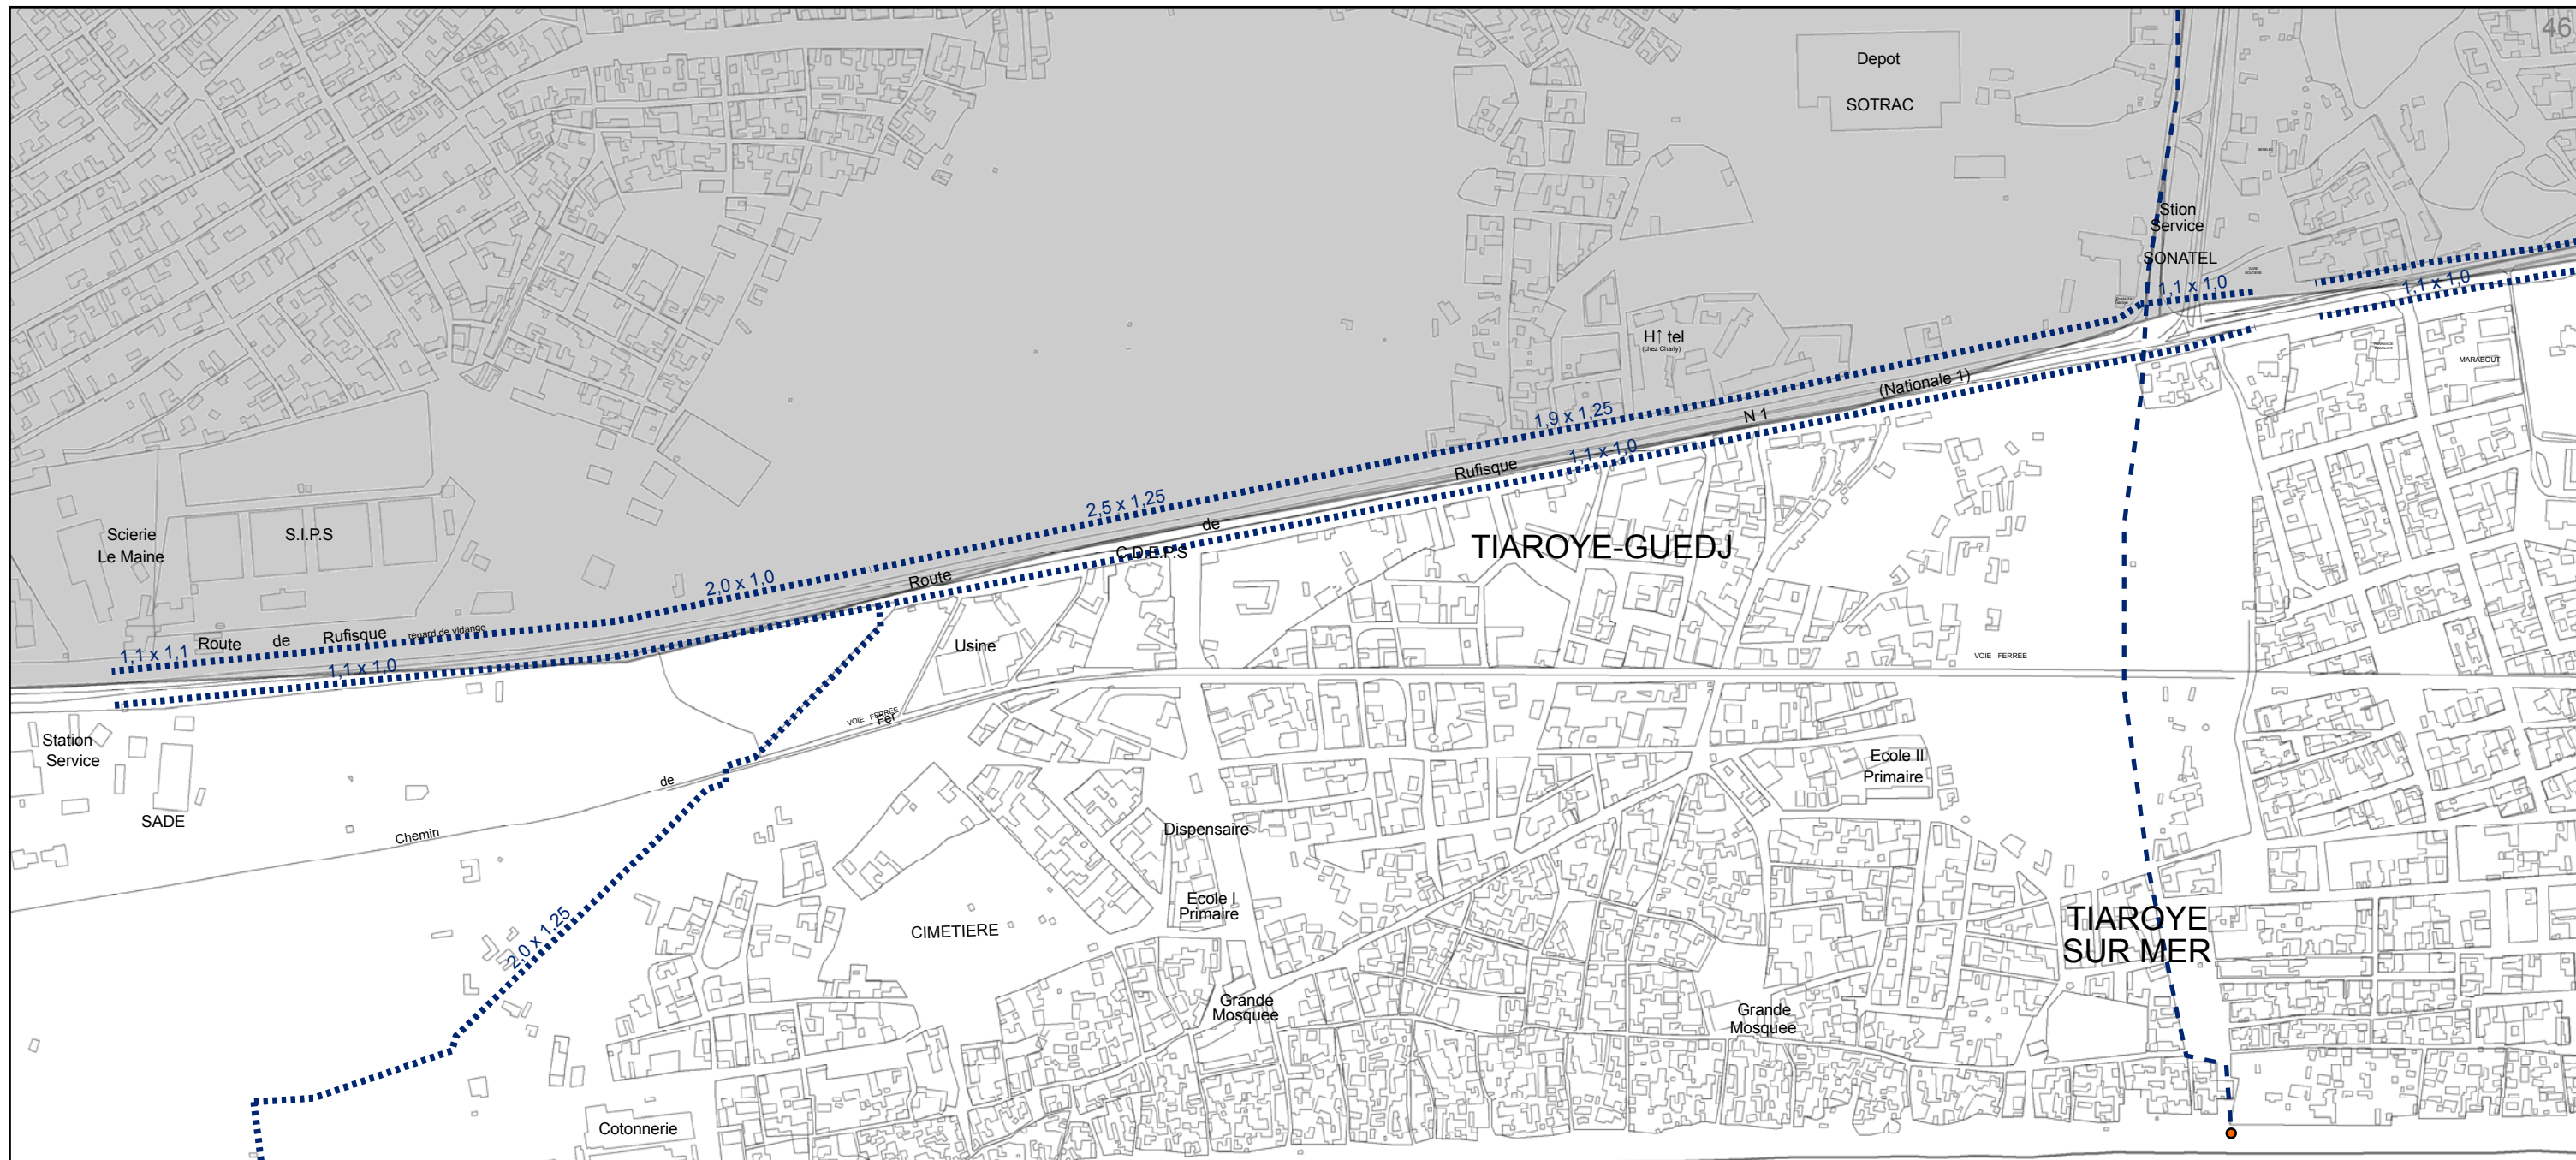 46
Depot
SOTRAC
Stion
Service
SONATEL
1,1 x 1,0
1,1 x 1,0
MARABOUT
H↑ tel
(chez Charly)
(Nationale 1)
N 1
1,9 x 1,25
1,1 x 1,0
Rufisque
2,5 x 1,25
de
C.D.E.P.S
TIAROYE-GUEDJ
Scierie
Le Maine
S.I.P.S
2,0 x 1,0
Route
Route de Rufisque
regard de vidange
1,1 x 1,1
1,1 x 1,0
Usine
VOIE FERREE
VOIE FERREE
Fer
Station
Service
de
SADE
Chemin
Ecole II
Primaire
Dispensaire
Ecole I
Primaire
CIMETIERE
2,0 x 1,25
TIAROYE
SUR MER
Grande
Mosquee
Grande
Mosquee
Cotonnerie